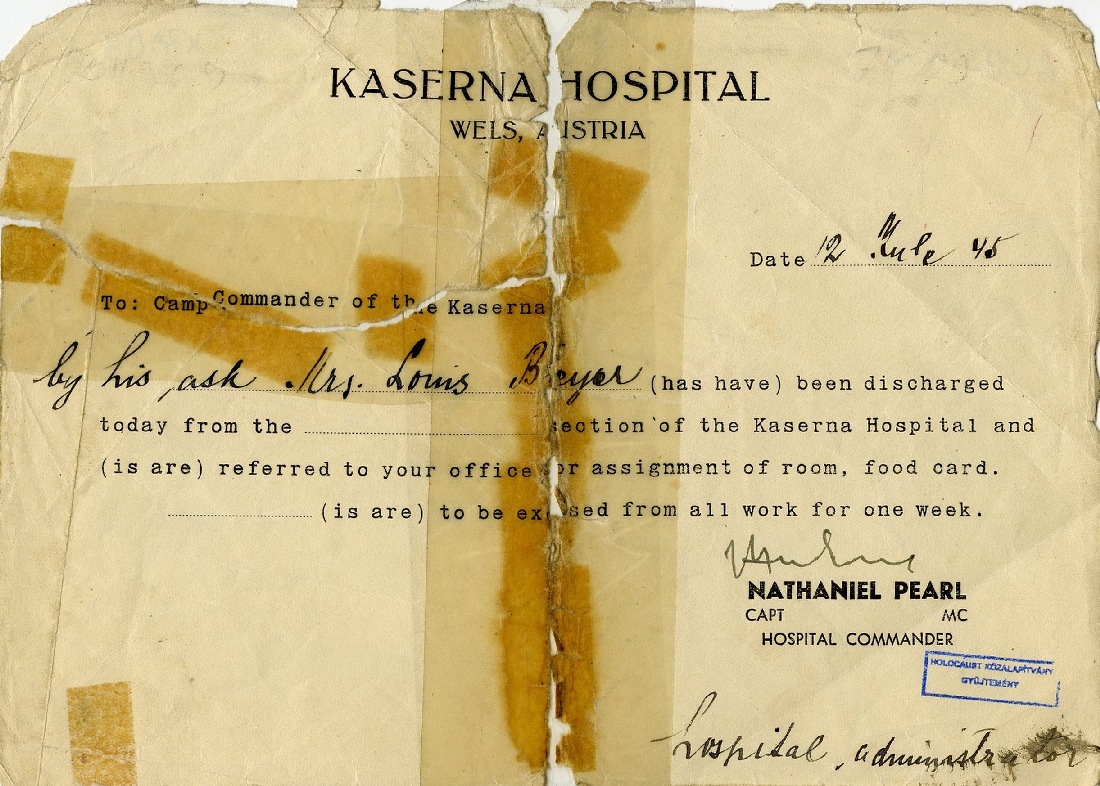 KASERNA HOSPITAL
WELS, AUSTRIA
Date 12 Jule 45
To: Camp Commander of the Kaserna
by his ask Mrs. Louis Breyer (has have) been discharged
today from the section of the Kaserna Hospital and
(is are) referred to your office for assignment of room, food card.
(is are) to be exposed from all work for one week.
NATHANIEL PEARL
CAPT MC
HOSPITAL COMMANDER
HOLOCAUST KÖZALAPÍTVÁNY
GYŰJTEMÉNY
hospital, administrator